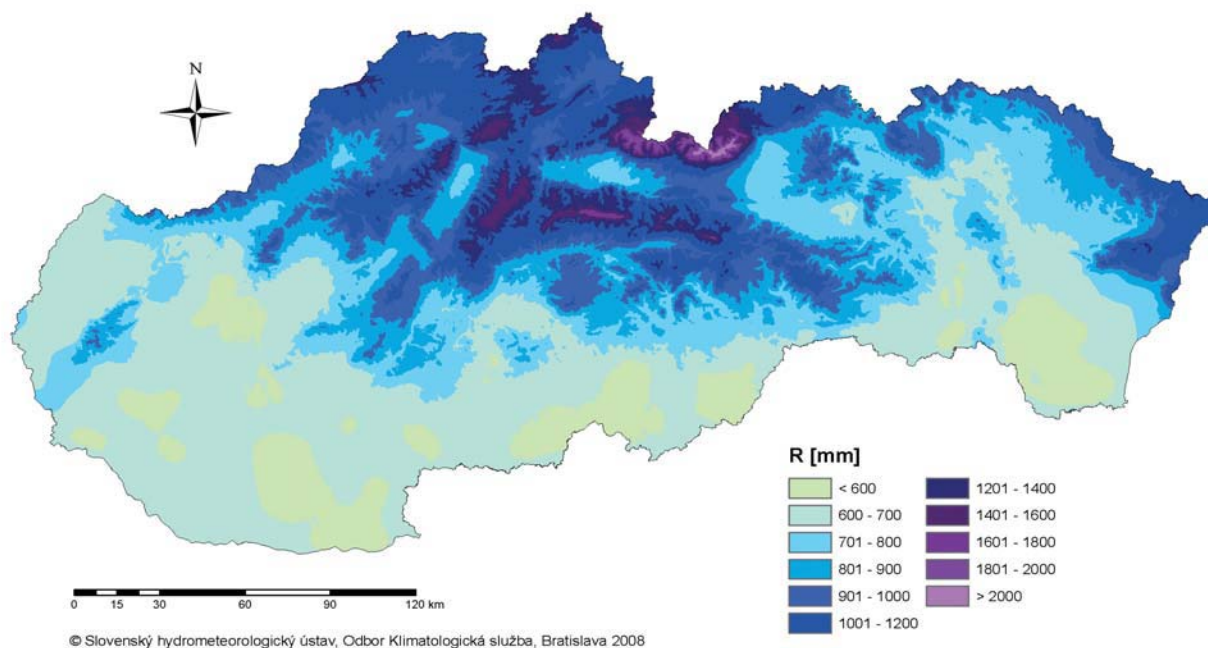 N
R [mm]
< 600
600 - 700
701 - 800
801 - 900
901 - 1000
1001 - 1200
1201 - 1400
1401 - 1600
1601 - 1800
1801 - 2000
> 2000
0 15 30 60 90 120 km
© Slovenský hydrometeorologický ústav, Odbor Klimatologická služba, Bratislava 2008